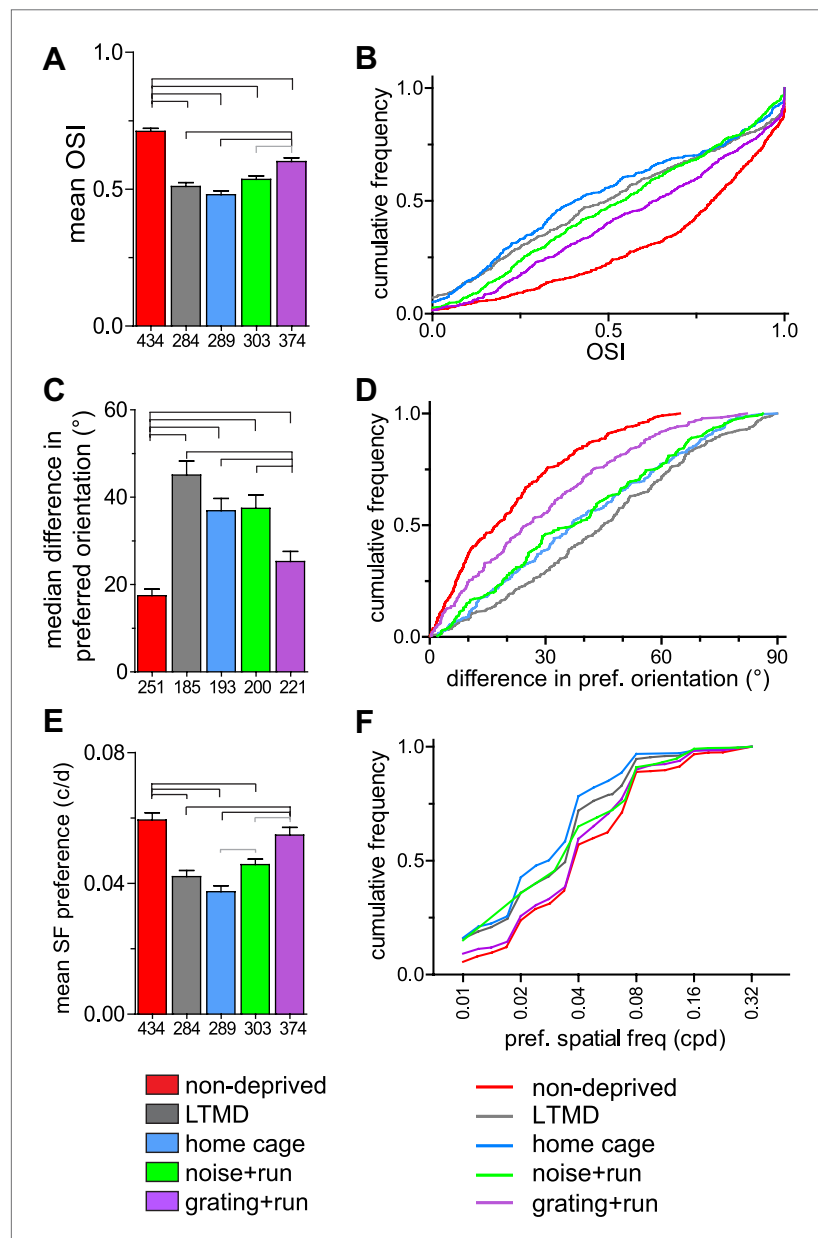 A
mean OSI
1.0
0.5
0.0
434 284 289 303 374
B
cumulative frequency
1.0
0.5
0.0
0.0 0.5 1.0
OSI
C
median difference in
preferred orientation (°)
60
40
20
0
251 185 193 200 221
D
cumulative frequency
1.0
0.5
0.0
0 30 60 90
difference in pref. orientation (°)
E
mean SF preference (c/d)
0.08
0.04
0.00
434 284 289 303 374
F
cumulative frequency
1.0
0.5
0.0
0.01 0.02 0.04 0.08 0.16 0.32
pref. spatial freq (cpd)
non-deprived
LTMD
home cage
noise+run
grating+run
non-deprived
LTMD
home cage
noise+run
grating+run